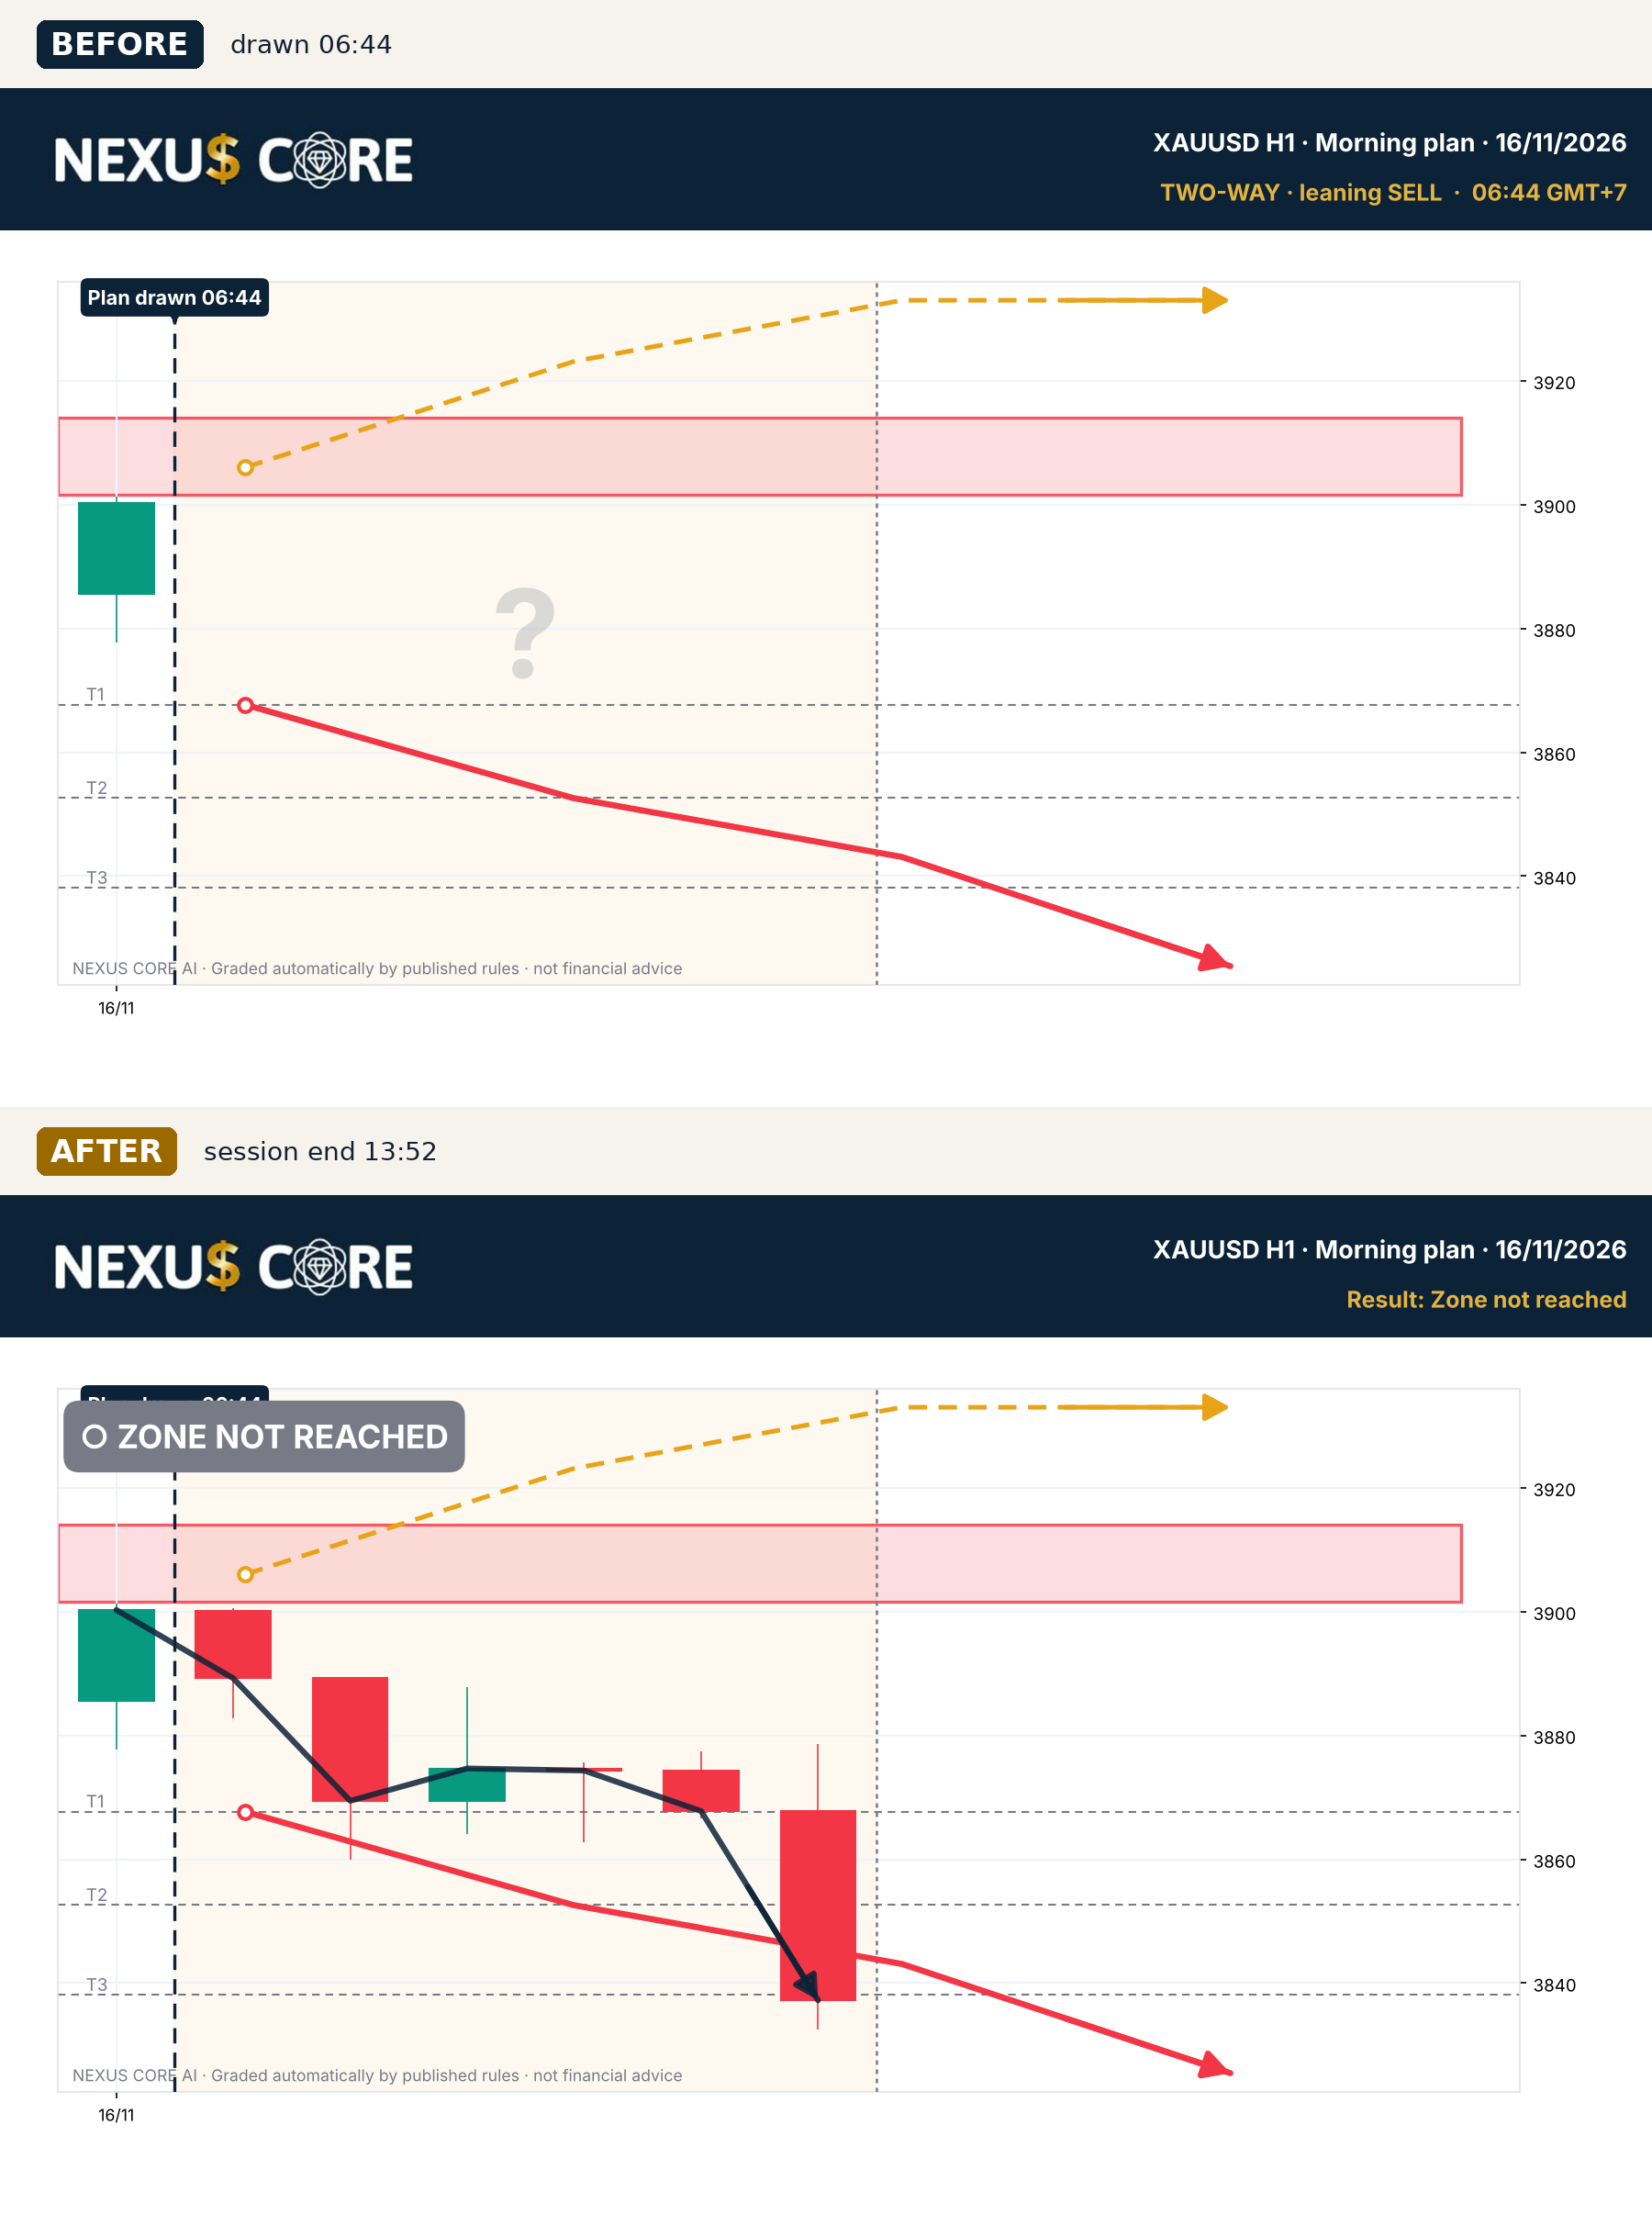 BEFORE drawn 06:44
NEXU$ CORE
XAUUSD H1 · Morning plan · 16/11/2026
TWO-WAY · leaning SELL · 06:44 GMT+7
Plan drawn 06:44
3920
3900
?
3880
T1
3860
T2
T3
3840
NEXUS CORE AI · Graded automatically by published rules · not financial advice
16/11
AFTER session end 13:52
NEXU$ CORE
XAUUSD H1 · Morning plan · 16/11/2026
Result: Zone not reached
ZONE NOT REACHED
3920
3900
3880
T1
3860
T2
T3
3840
NEXUS CORE AI · Graded automatically by published rules · not financial advice
16/11